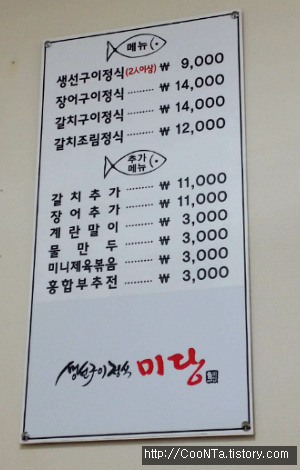 메뉴
생선구이정식(2人이상) ₩ 9,000
장어구이정식 ········ ₩ 14,000
갈치구이정식 ········ ₩ 14,000
갈치조림정식 ········ ₩ 12,000
추가
메뉴
갈치추가 ········ ₩ 11,000
장어추가 ········ ₩ 11,000
계란말이 ········ ₩ 3,000
물만두 ········ ₩ 3,000
미니제육볶음 ········ ₩ 3,000
홍합부추전 ········ ₩ 3,000
생선구이정식 미당
http://CooNTa.tistory.com